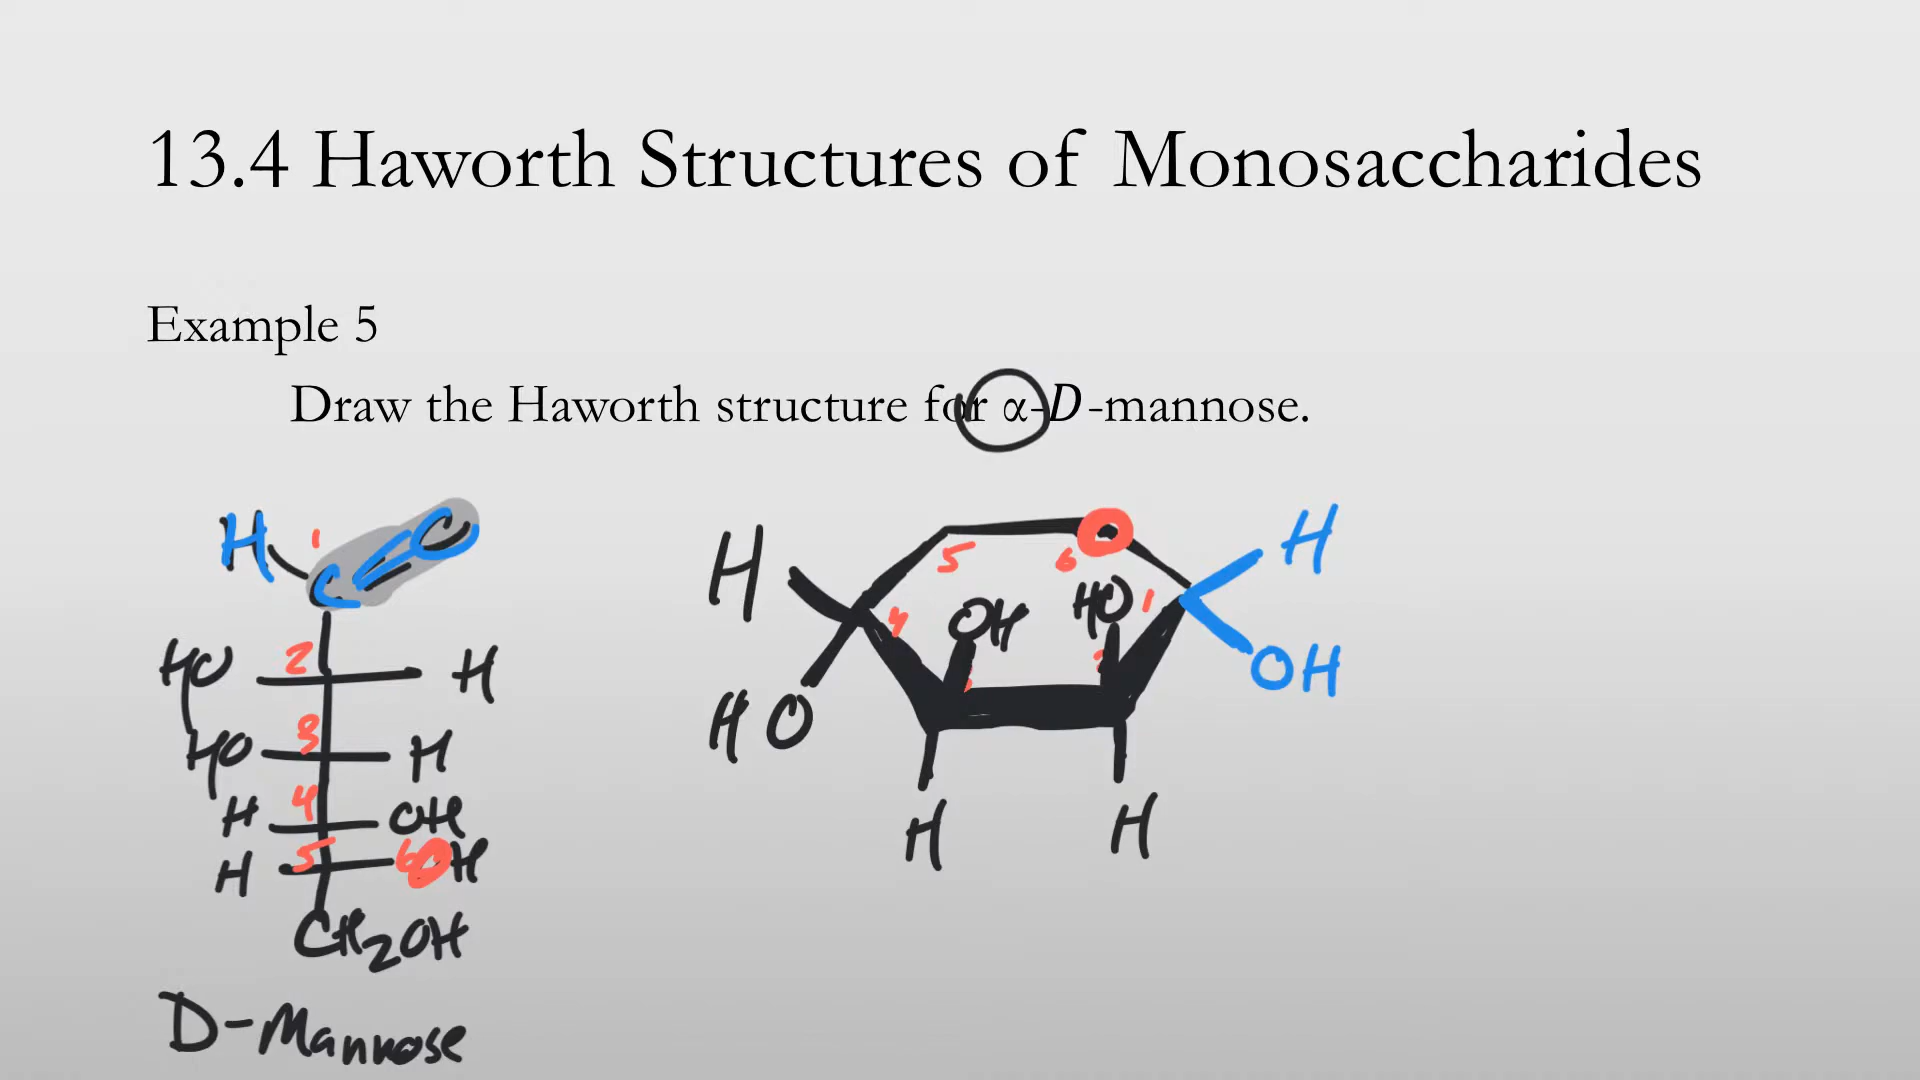 13.4 Haworth Structures of Monosaccharides
Example 5
Draw the Haworth structure for α-D-mannose.
H 1 C O
HO 2 H
HO 3 H
H 4 OH
H 5 6 OH
CH2OH
D-Mannose
H 5 6 O H
4 OH HO 1
HO OH
H H